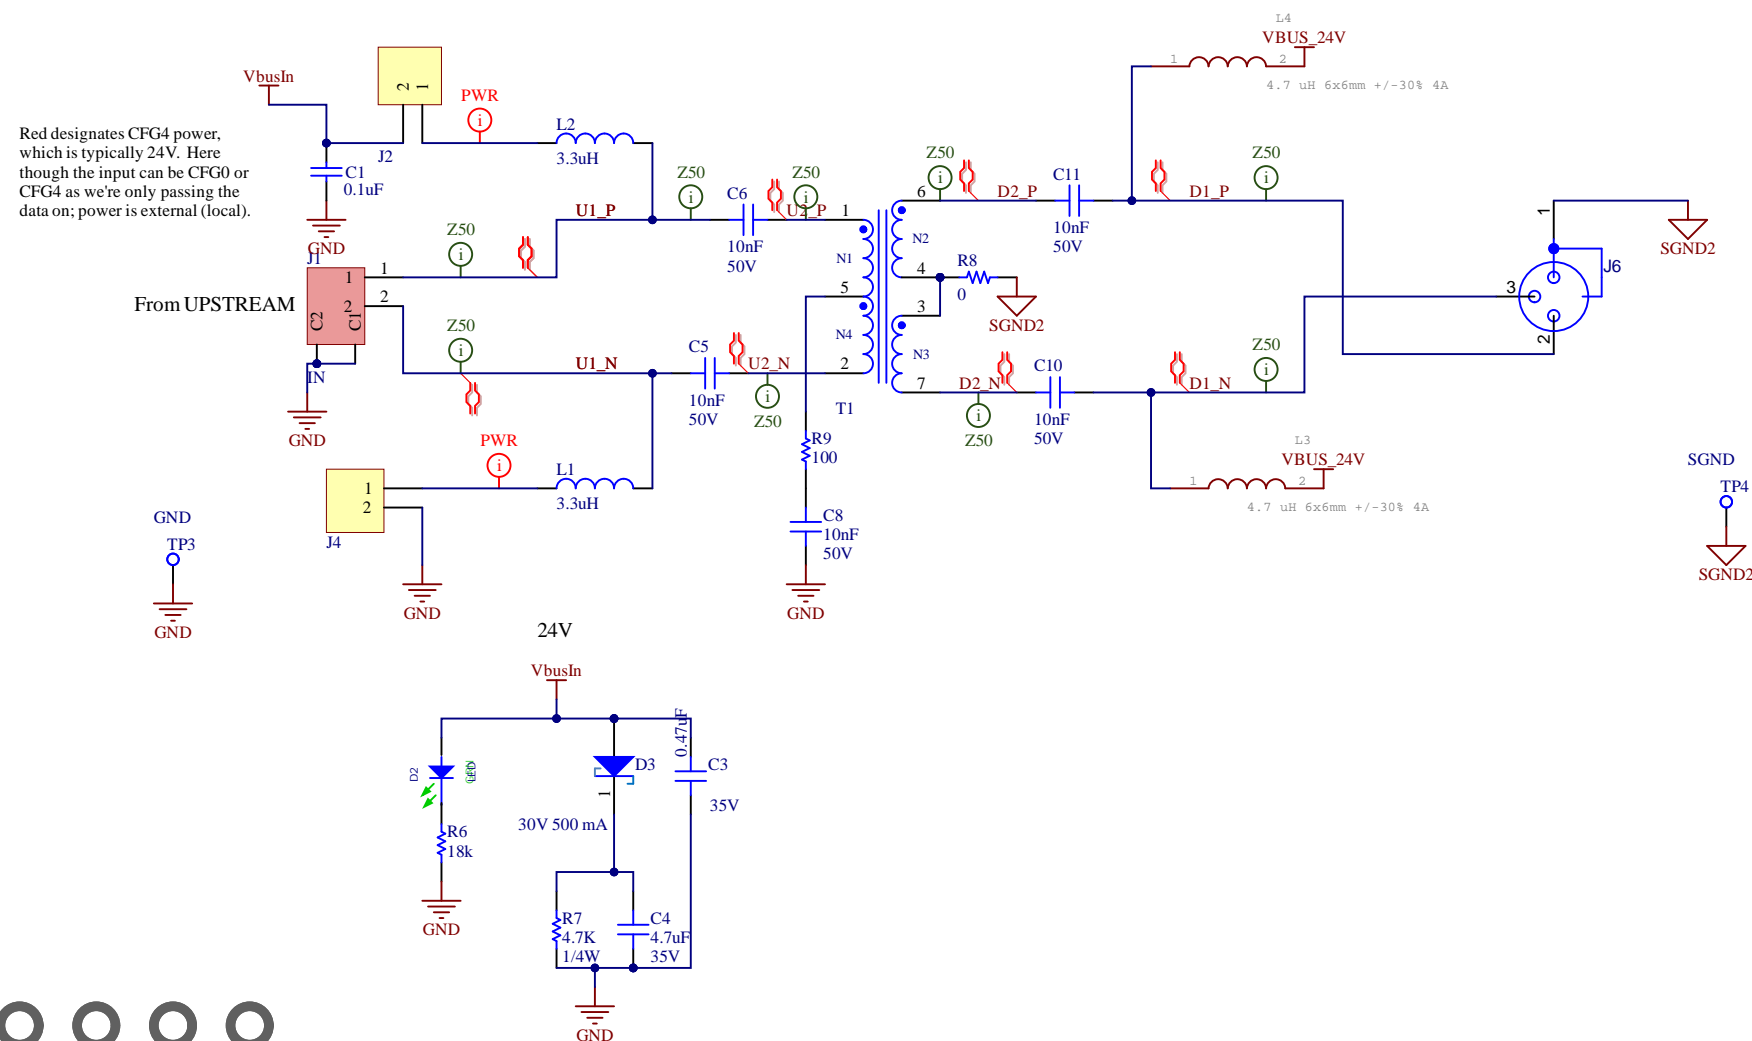 L4
VBUS_24V
1
2
4.7 uH 6x6mm +/-30% 4A
VbusIn
2
1
J2
PWR
i
L2
3.3uH
Red designates CFG4 power,
which is typically 24V. Here
though the input can be CFG0 or
CFG4 as we're only passing the
data on; power is external (local).
C1
0.1uF
GND
Z50
i
C6
10nF
50V
Z50
i
U2_P
U1_P
Z50
i
Z50
i
D2_P
C11
10nF
50V
D1_P
Z50
i
1
SGND2
J6
3
2
J1
From UPSTREAM
1
2
C2
C1
1
2
IN
GND
Z50
i
U1_N
C5
10nF
50V
U2_N
i
Z50
1
N1
5
N4
2
T1
6
N2
4
3
N3
7
R8
0
SGND2
D2_N
i
Z50
C10
10nF
50V
D1_N
Z50
i
R9
100
C8
10nF
50V
GND
L3
VBUS_24V
1
2
4.7 uH 6x6mm +/-30% 4A
PWR
i
L1
3.3uH
1
2
J4
GND
GND
TP3
GND
SGND
TP4
SGND2
24V
VbusIn
D2
LED
R6
18k
GND
D3
1
30V 500 mA
0.47uF
C3
35V
R7
4.7K
1/4W
C4
4.7uF
35V
GND